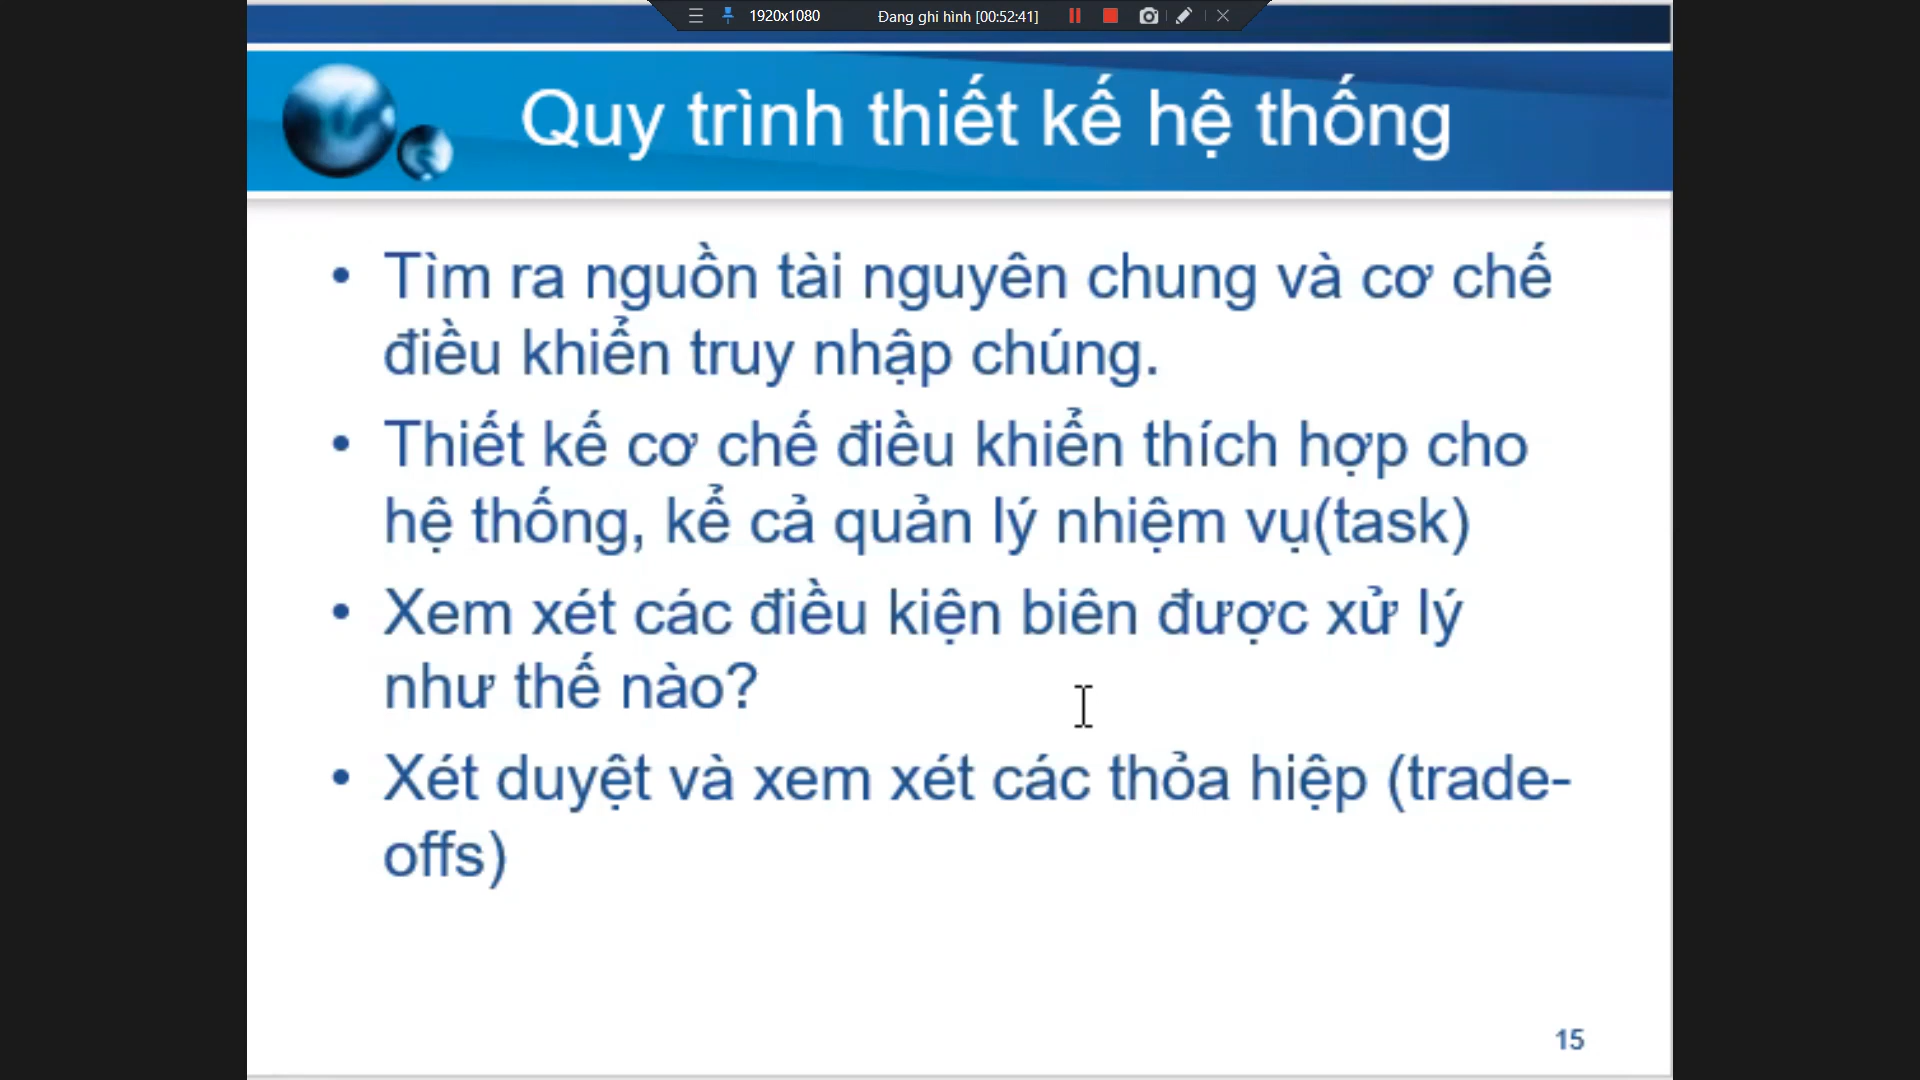 1920x1080 Đang ghi hình [00:52:41]
Quy trình thiết kế hệ thống
• Tìm ra nguồn tài nguyên chung và cơ chế
điều khiển truy nhập chúng.
• Thiết kế cơ chế điều khiển thích hợp cho
hệ thống, kể cả quản lý nhiệm vụ(task)
• Xem xét các điều kiện biên được xử lý
như thế nào?
• Xét duyệt và xem xét các thỏa hiệp (trade-
offs)
15